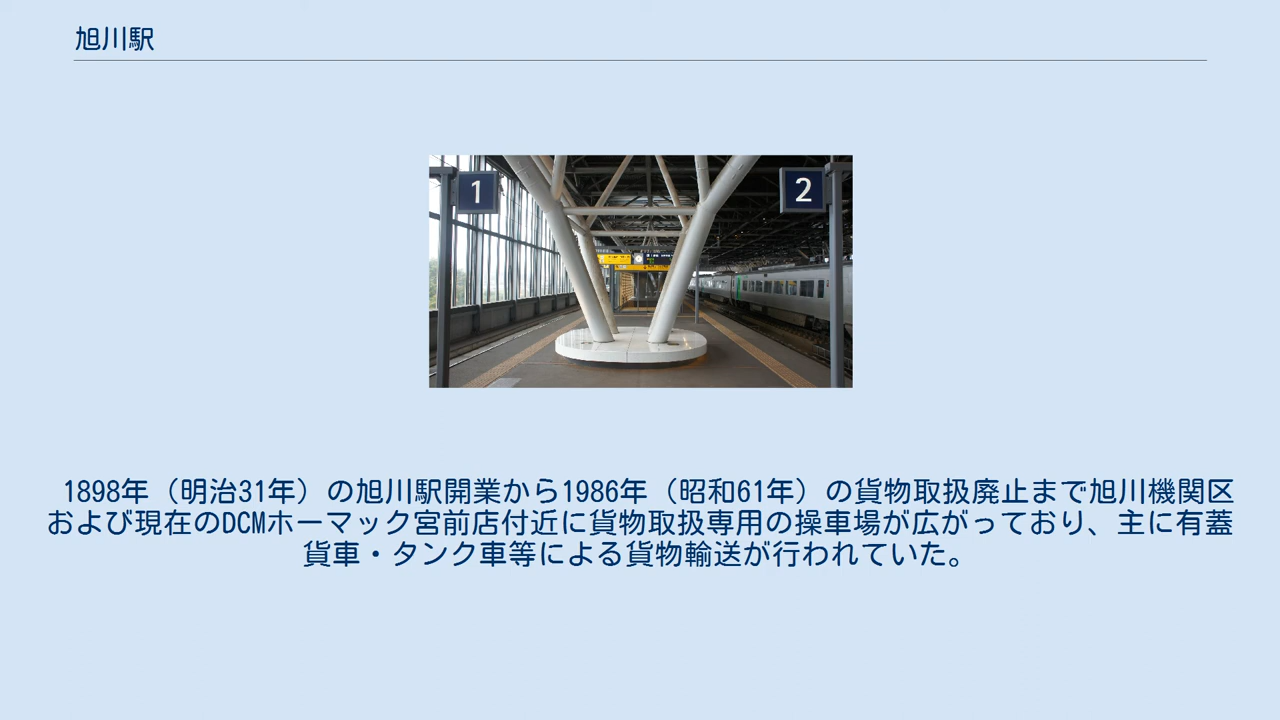 旭川駅
1
2
1898年（明治31年）の旭川駅開業から1986年（昭和61年）の貨物取扱廃止まで旭川機関区
および現在のDCMホーマック宮前店付近に貨物取扱専用の操車場が広がっており、主に有蓋
貨車・タンク車等による貨物輸送が行われていた。